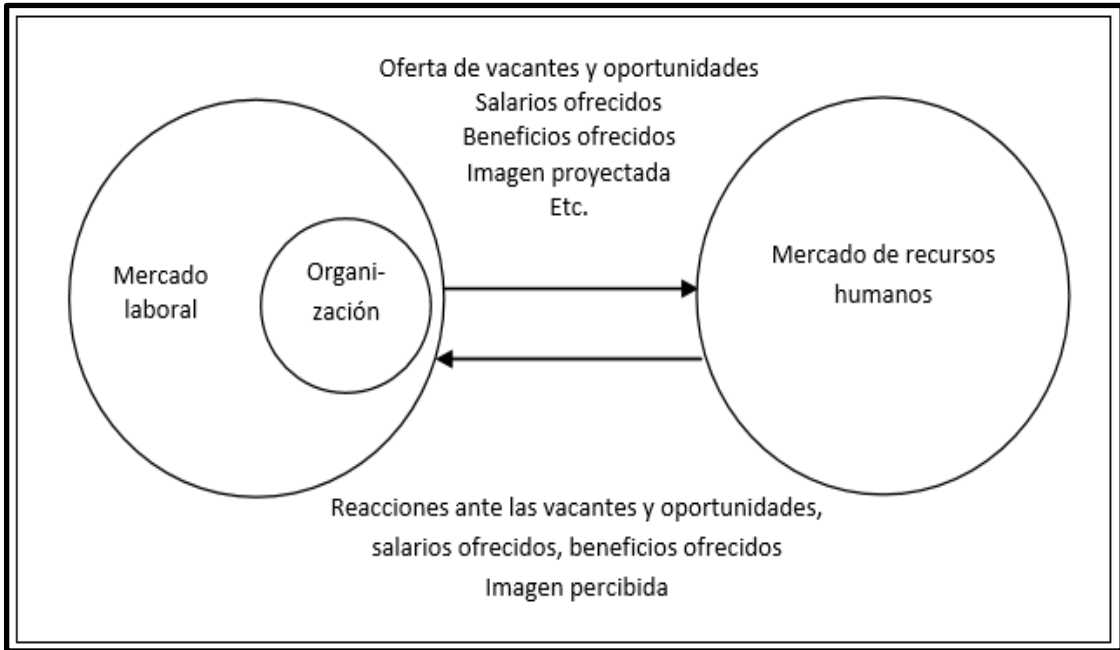 Oferta de vacantes y oportunidades
Salarios ofrecidos
Beneficios ofrecidos
Imagen proyectada
Etc.
Mercado
laboral
Organi-
zación
Mercado de recursos
humanos
Reacciones ante las vacantes y oportunidades,
salarios ofrecidos, beneficios ofrecidos
Imagen percibida